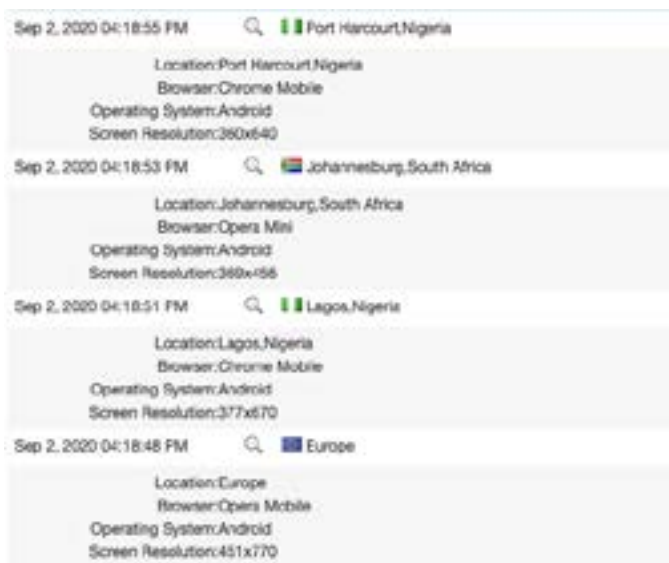 Sep 2, 2020 04:18:55 PM Port Harcourt,Nigeria
Location:Port Harcourt,Nigeria
Browser:Chrome Mobile
Operating System:Android
Screen Resolution:360x640
Sep 2, 2020 04:18:53 PM Johannesburg,South Africa
Location:Johannesburg,South Africa
Browser:Opera Mini
Operating System:Android
Screen Resolution:
Sep 2, 2020 04:18:51 PM Lagos,Nigeria
Location:Lagos,Nigeria
Browser:Chrome Mobile
Operating System:Android
Screen Resolution:377x670
Sep 2, 2020 04:18:48 PM Europe
Location:Europe
Browser:Opera Mobile
Operating System:Android
Screen Resolution:451x770